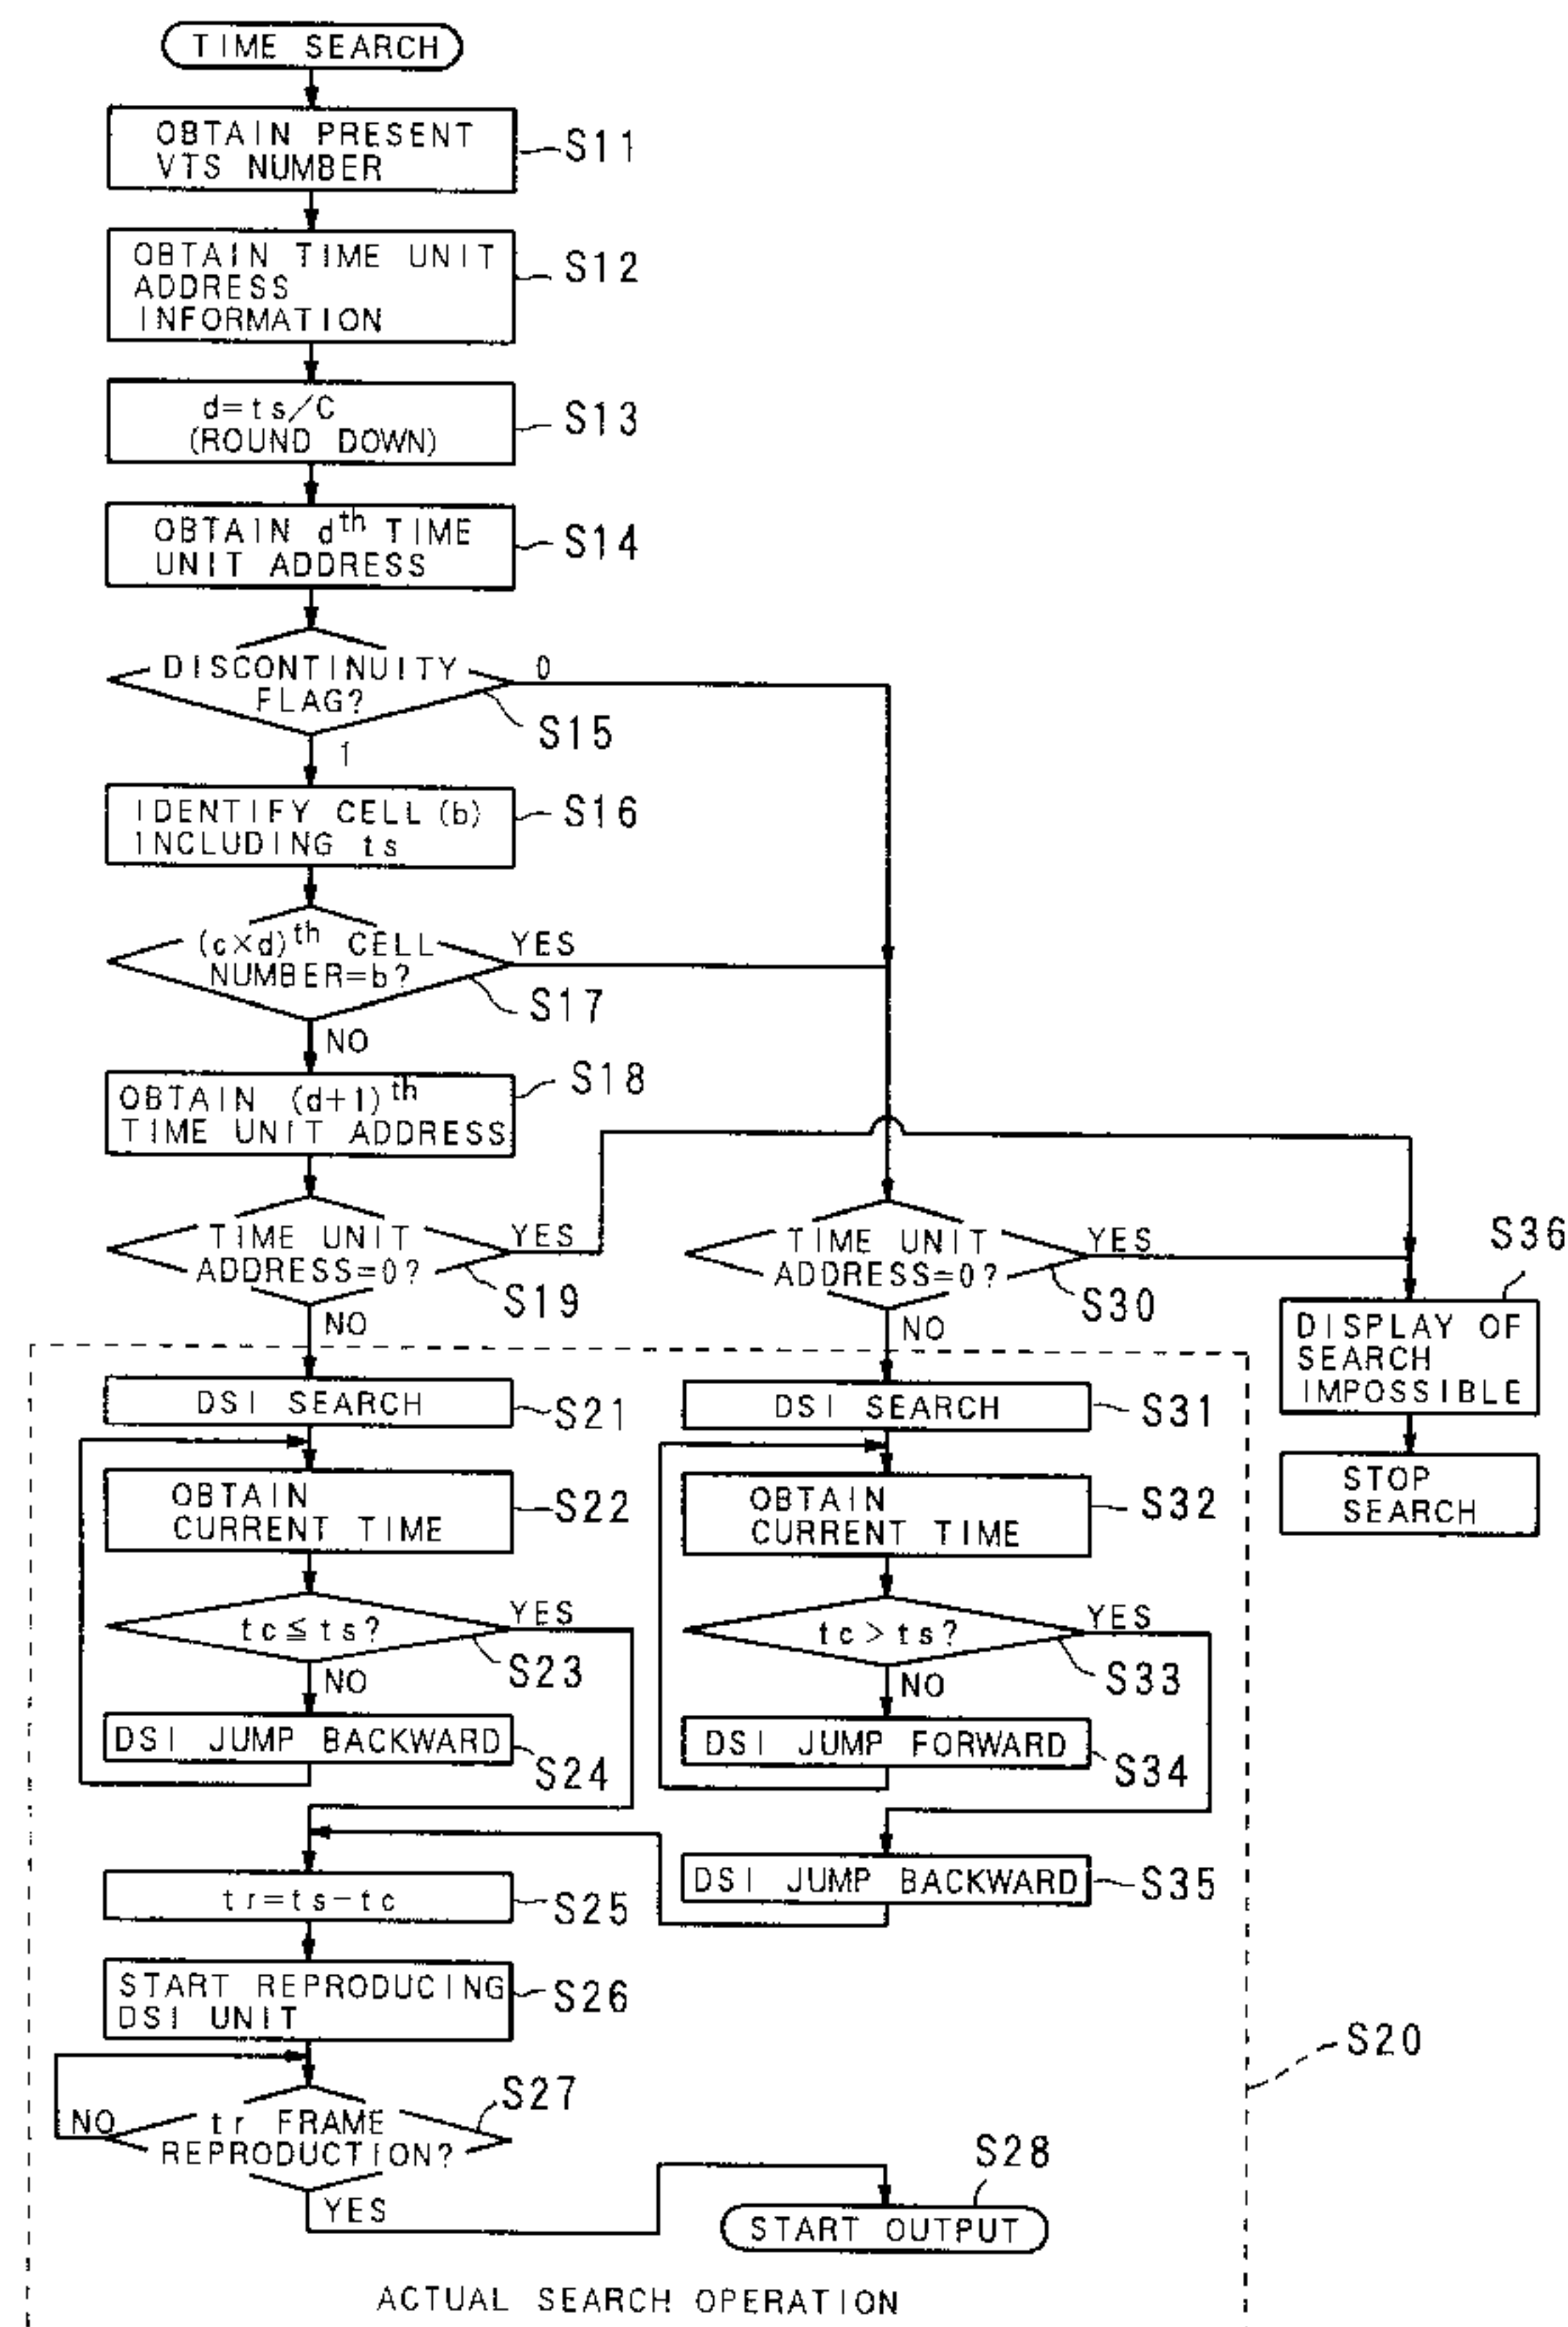 TIME SEARCH
OBTAIN PRESENT
VTS NUMBER
S11
OBTAIN TIME UNIT
ADDRESS
INFORMATION
S12
d=ts/C
(ROUND DOWN)
S13
OBTAIN dth TIME
UNIT ADDRESS
S14
DISCONTINUITY
FLAG?
0
S15
1
IDENTIFY CELL (b)
INCLUDING ts
S16
(c×d)th CELL
NUMBER=b?
YES
S17
NO
OBTAIN (d+1)th
TIME UNIT ADDRESS
S18
TIME UNIT
ADDRESS=0?
YES
S19
NO
TIME UNIT
ADDRESS=0?
YES
S30
NO
S36
DISPLAY OF
SEARCH
IMPOSSIBLE
STOP
SEARCH
DSI SEARCH
S21
OBTAIN
CURRENT TIME
S22
tc≦ts?
YES
S23
NO
DSI JUMP BACKWARD
S24
DSI SEARCH
S31
OBTAIN
CURRENT TIME
S32
tc>ts?
YES
S33
NO
DSI JUMP FORWARD
S34
DSI JUMP BACKWARD
S35
tr=ts-tc
S25
START REPRODUCING
DSI UNIT
S26
S20
tr FRAME
REPRODUCTION?
S27
NO
YES
S28
START OUTPUT
ACTUAL SEARCH OPERATION